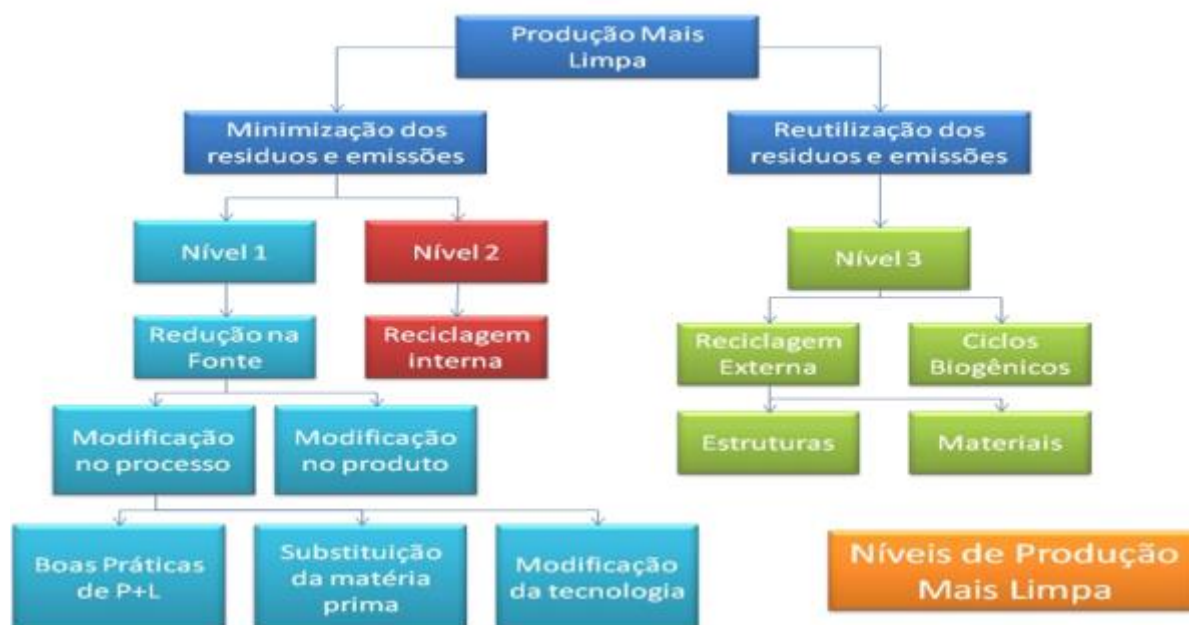 Produção Mais
Limpa
Minimização dos
residuos e emissões
Reutilização dos
residuos e emissões
Nível 1
Nível 2
Nível 3
Redução na
Fonte
Reciclagem
interna
Reciclagem
Externa
Ciclos
Biogênicos
Modificação
no processo
Modificação
no produto
Estruturas
Materiais
Boas Práticas
de P+L
Substituição
da matéria
prima
Modificação
da tecnologia
Níveis de Produção
Mais Limpa